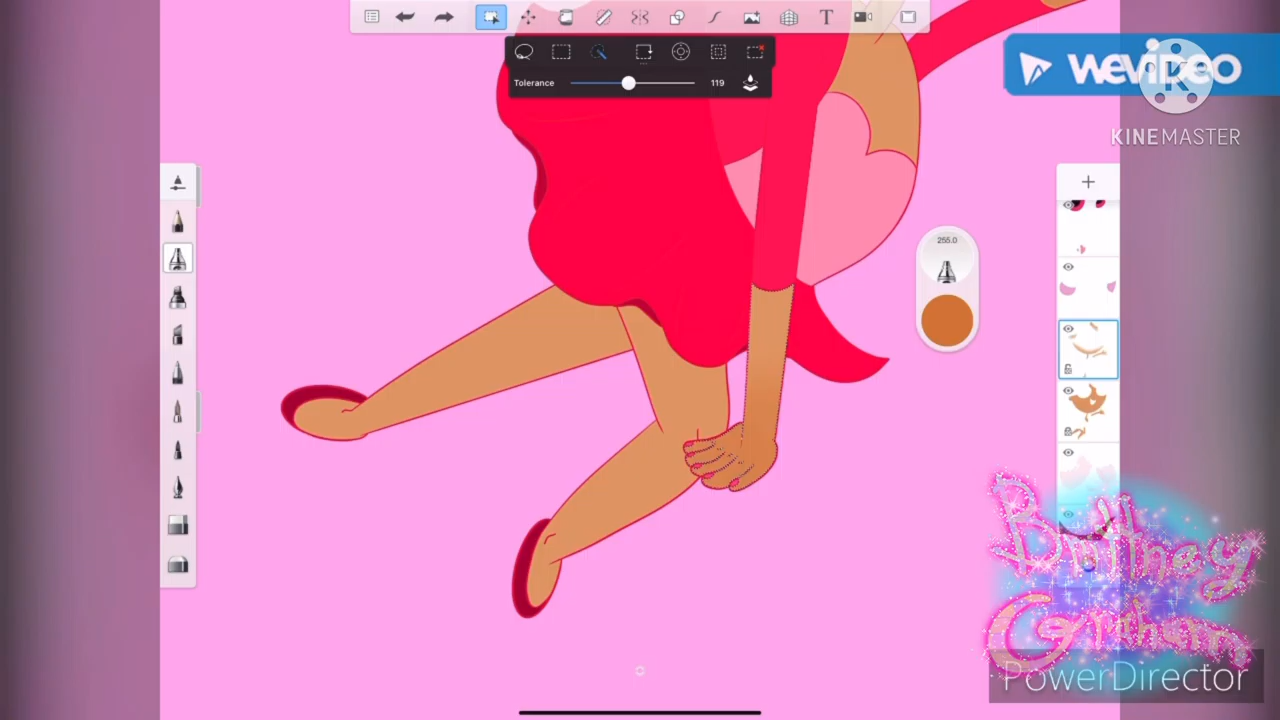 T
Tolerance 119
wevideo
K
KINEMASTER
255.0
Brittney
Graham
PowerDirector